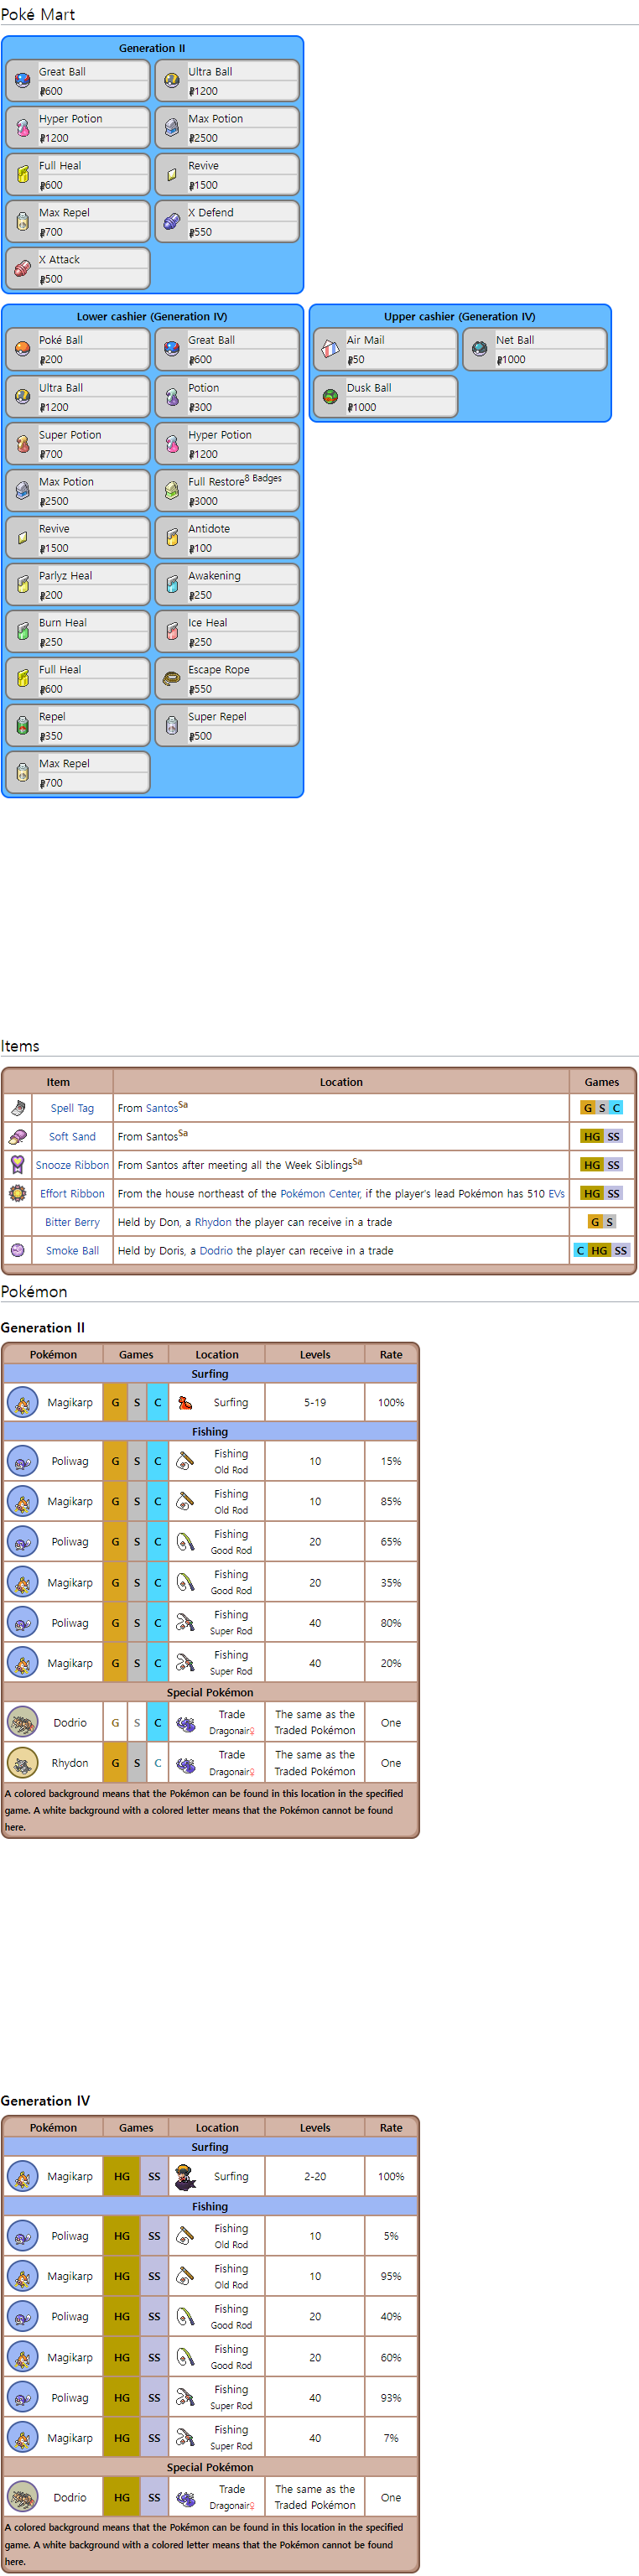 Poké Mart
Generation II
Great Ball
₽600
Ultra Ball
₽1200
Hyper Potion
₽1200
Max Potion
₽2500
Full Heal
₽600
Revive
₽1500
Max Repel
₽700
X Defend
₽550
X Attack
₽500
Lower cashier (Generation IV)
Poké Ball
₽200
Great Ball
₽600
Ultra Ball
₽1200
Potion
₽300
Super Potion
₽700
Hyper Potion
₽1200
Max Potion
₽2500
Full Restore8 Badges
₽3000
Revive
₽1500
Antidote
₽100
Parlyz Heal
₽200
Awakening
₽250
Burn Heal
₽250
Ice Heal
₽250
Full Heal
₽600
Escape Rope
₽550
Repel
₽350
Super Repel
₽500
Max Repel
₽700
Upper cashier (Generation IV)
Air Mail
₽50
Net Ball
₽1000
Dusk Ball
₽1000
Items
Item Location Games
Spell Tag From SantosSa G S C
Soft Sand From SantosSa HG SS
Snooze Ribbon From Santos after meeting all the Week SiblingsSa HG SS
Effort Ribbon From the house northeast of the Pokémon Center, if the player's lead Pokémon has 510 EVs HG SS
Bitter Berry Held by Don, a Rhydon the player can receive in a trade G S
Smoke Ball Held by Doris, a Dodrio the player can receive in a trade C HG SS
Pokémon
Generation II
Pokémon Games Location Levels Rate
Surfing
Magikarp G S C Surfing 5-19 100%
Fishing
Poliwag G S C Fishing Old Rod 10 15%
Magikarp G S C Fishing Old Rod 10 85%
Poliwag G S C Fishing Good Rod 20 65%
Magikarp G S C Fishing Good Rod 20 35%
Poliwag G S C Fishing Super Rod 40 80%
Magikarp G S C Fishing Super Rod 40 20%
Special Pokémon
Dodrio G S C Trade Dragonair♀ The same as the Traded Pokémon One
Rhydon G S C Trade Dragonair♀ The same as the Traded Pokémon One
A colored background means that the Pokémon can be found in this location in the specified
game. A white background with a colored letter means that the Pokémon cannot be found
here.
Generation IV
Pokémon Games Location Levels Rate
Surfing
Magikarp HG SS Surfing 2-20 100%
Fishing
Poliwag HG SS Fishing Old Rod 10 5%
Magikarp HG SS Fishing Old Rod 10 95%
Poliwag HG SS Fishing Good Rod 20 40%
Magikarp HG SS Fishing Good Rod 20 60%
Poliwag HG SS Fishing Super Rod 40 93%
Magikarp HG SS Fishing Super Rod 40 7%
Special Pokémon
Dodrio HG SS Trade Dragonair♀ The same as the Traded Pokémon One
A colored background means that the Pokémon can be found in this location in the specified
game. A white background with a colored letter means that the Pokémon cannot be found
here.